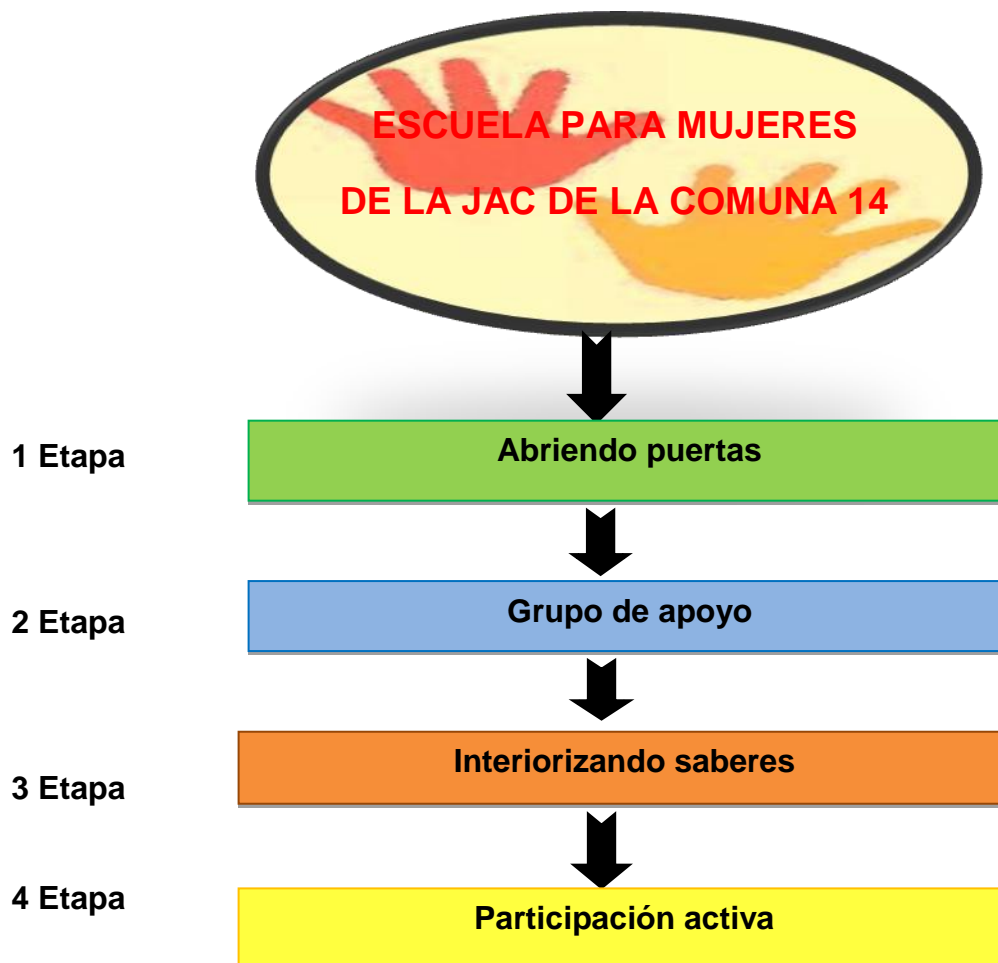 ESCUELA PARA MUJERES
DE LA JAC DE LA COMUNA 14
1 Etapa
Abriendo puertas
2 Etapa
Grupo de apoyo
3 Etapa
Interiorizando saberes
4 Etapa
Participación activa